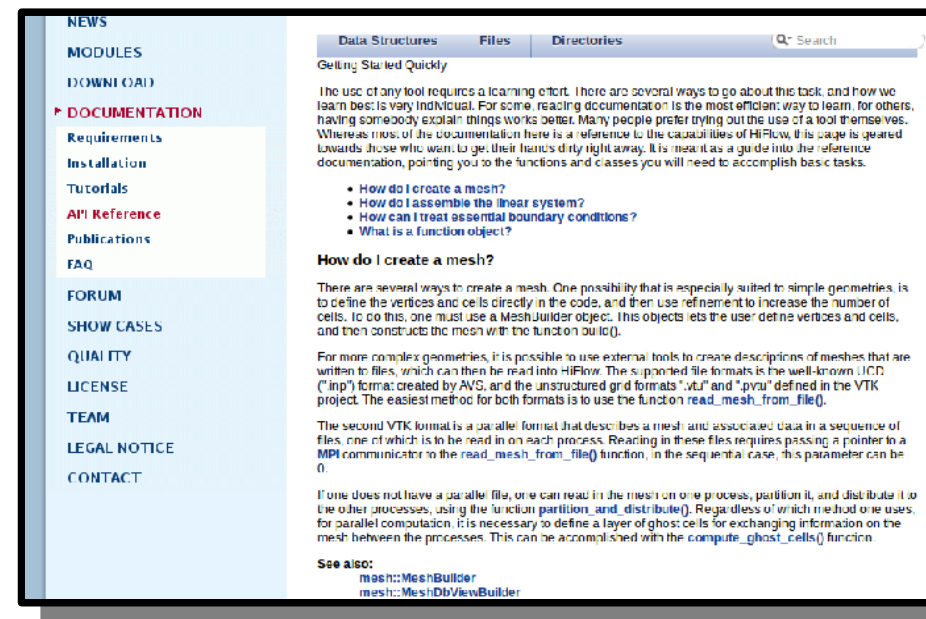 NEWS
MODULES
DOWNLOAD
DOCUMENTATION
Requirements
Installation
Tutorials
API Reference
Publications
FAQ
FORUM
SHOW CASES
QUALITY
LICENSE
TEAM
LEGAL NOTICE
CONTACT
Data Structures Files Directories Search
Getting Started Quickly
The use of any tool requires a learning effort. There are several ways to go about this task, and how we
learn best is very individual. For some, reading documentation is the most efficient way to learn, for others,
having somebody explain things works better. Many people prefer trying out the use of a tool themselves.
Whereas most of the documentation here is a reference to the capabilities of HiFlow, this page is geared
towards those who want to get their hands dirty right away. It is meant as a guide into the reference
documentation, pointing you to the functions and classes you will need to accomplish basic tasks.
• How do I create a mesh?
• How do I assemble the linear system?
• How can I treat essential boundary conditions?
• What is a function object?
How do I create a mesh?
There are several ways to create a mesh. One possibility that is especially suited to simple geometries, is
to define the vertices and cells directly in the code, and then use refinement to increase the number of
cells. To do this, one must use a MeshBuilder object. This objects lets the user define vertices and cells,
and then constructs the mesh with the function build().
For more complex geometries, it is possible to use external tools to create descriptions of meshes that are
written to files, which can then be read into HiFlow. The supported file formats is the well-known UCD
(".inp") format created by AVS, and the unstructured grid formats ".vtu" and ".pvtu" defined in the VTK
project. The easiest method for both formats is to use the function read_mesh_from_file().
The second VTK format is a parallel format that describes a mesh and associated data in a sequence of
files, one of which is to be read in on each process. Reading in these files requires passing a pointer to a
MPI communicator to the read_mesh_from_file() function, in the sequential case, this parameter can be
0.
If one does not have a parallel file, one can read in the mesh on one process, partition it, and distribute it to
the other processes, using the function partition_and_distribute(). Regardless of which method one uses,
for parallel computation, it is necessary to define a layer of ghost cells for exchanging information on the
mesh between the processes. This can be accomplished with the compute_ghost_cells() function.
See also:
mesh::MeshBuilder
mesh::MeshDbViewBuilder